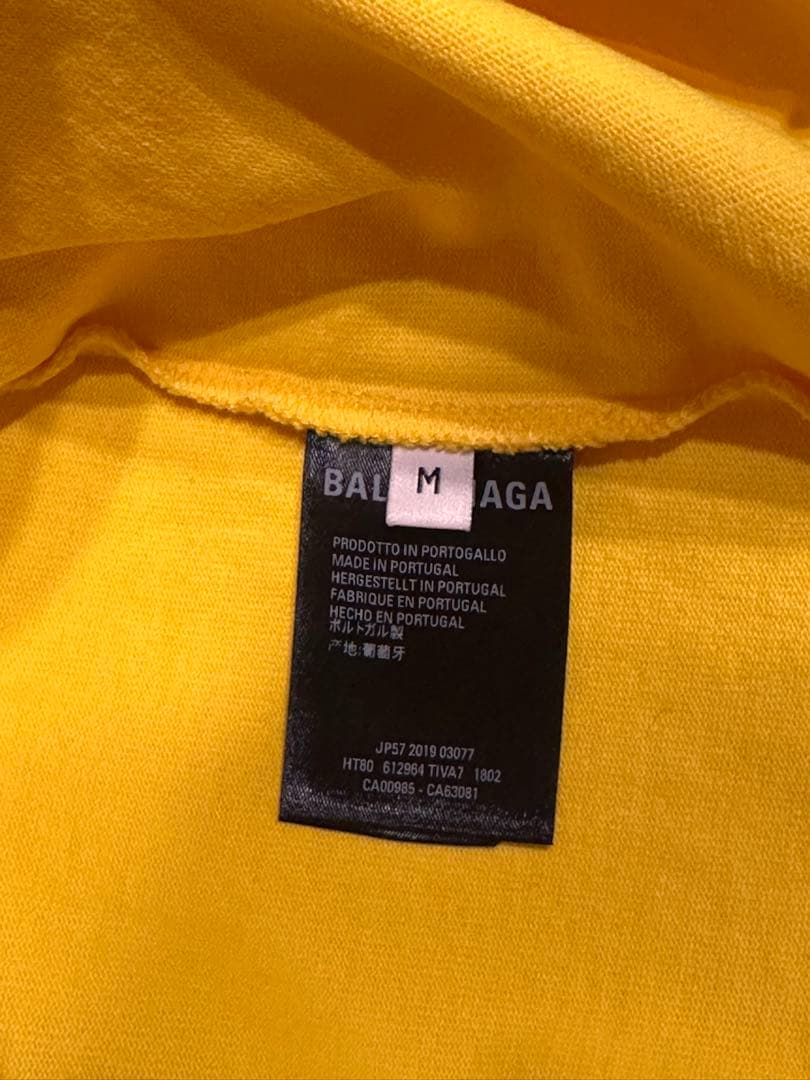 M
BAL AGA
PRODOTTO IN PORTOGALLO
MADE IN PORTUGAL
HERGESTELLT IN PORTUGAL
FABRIQUE EN PORTUGAL
HECHO EN PORTUGAL
ポルトガル製
产地:葡萄牙
JP57 2019 03077
HT80 612964 TIVA7 1802
CA00985 - CA63081